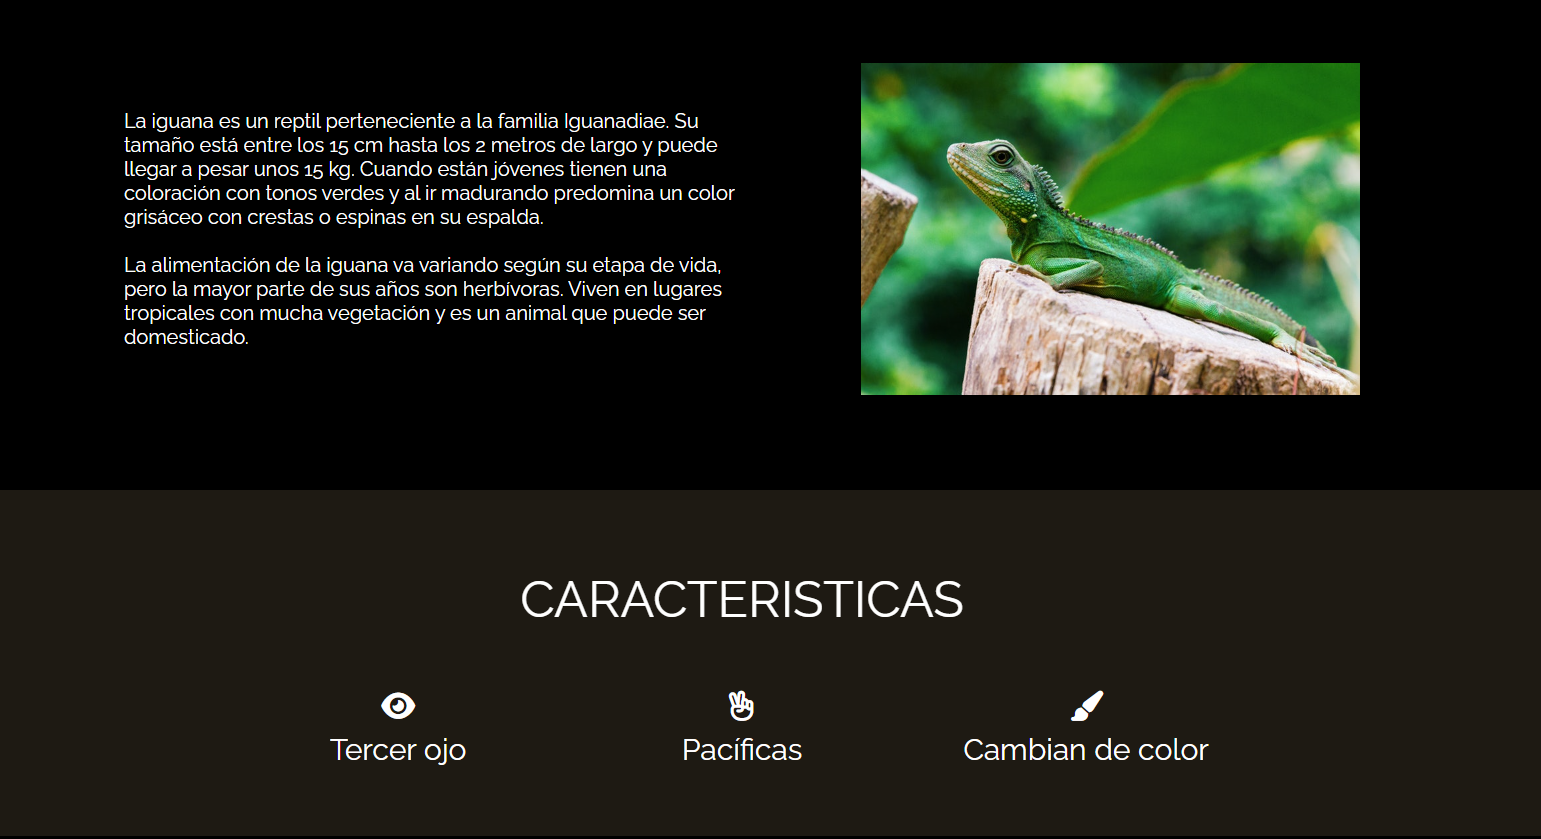 La iguana es un reptil perteneciente a la familia Iguanadiae. Su
tamaño está entre los 15 cm hasta los 2 metros de largo y puede
llegar a pesar unos 15 kg. Cuando están jóvenes tienen una
coloración con tonos verdes y al ir madurando predomina un color
grisáceo con crestas o espinas en su espalda.
La alimentación de la iguana va variando según su etapa de vida,
pero la mayor parte de sus años son herbívoras. Viven en lugares
tropicales con mucha vegetación y es un animal que puede ser
domesticado.
CARACTERISTICAS
Tercer ojo
Pacíficas
Cambian de color